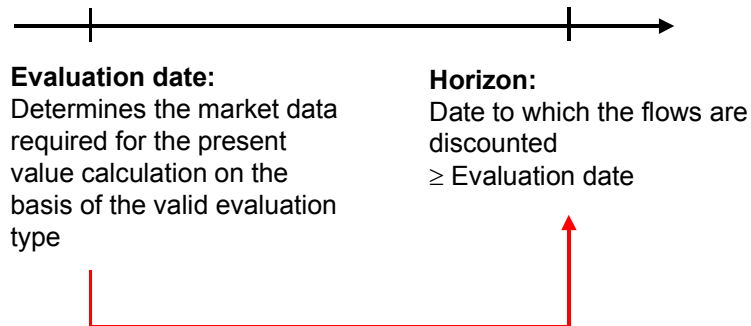 Evaluation date:
Determines the market data
required for the present
value calculation on the
basis of the valid evaluation
type
Horizon:
Date to which the flows are
discounted
≥ Evaluation date